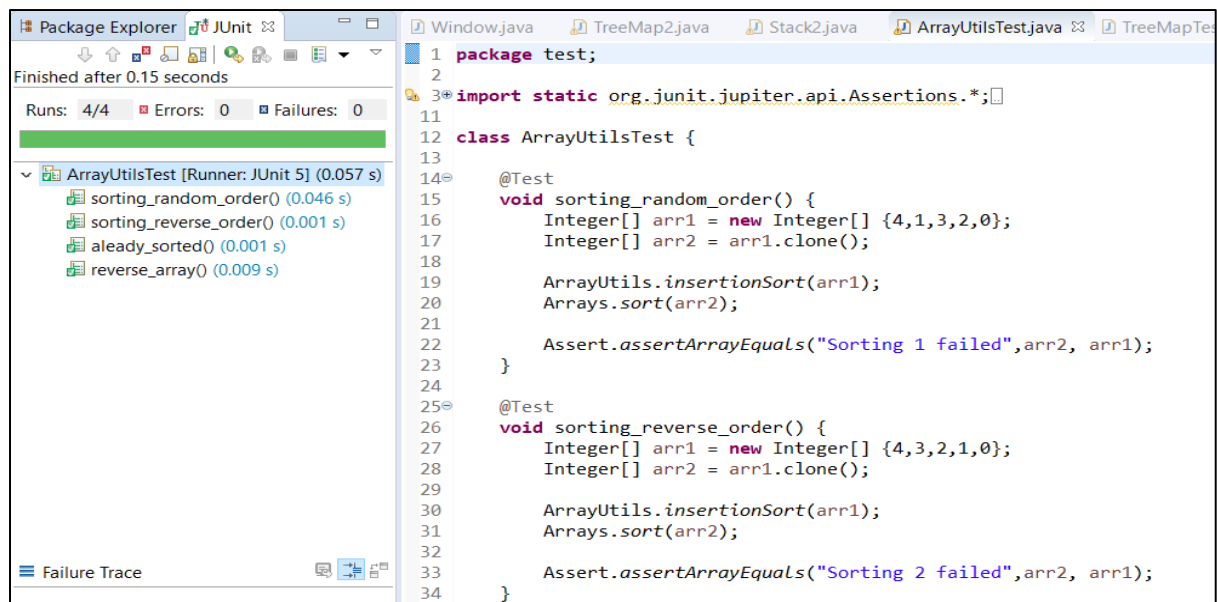 Package Explorer JUnit
Finished after 0.15 seconds
Runs: 4/4 Errors: 0 Failures: 0
ArrayUtilsTest [Runner: JUnit 5] (0.057 s)
sorting_random_order() (0.046 s)
sorting_reverse_order() (0.001 s)
aleady_sorted() (0.001 s)
reverse_array() (0.009 s)
Failure Trace
Window.java TreeMap2.java Stack2.java ArrayUtilsTest.java TreeMapTes
1 package test;
2
3 import static org.junit.jupiter.api.Assertions.*;
11
12 class ArrayUtilsTest {
13
14 @Test
15 void sorting_random_order() {
16 Integer[] arr1 = new Integer[] {4,1,3,2,0};
17 Integer[] arr2 = arr1.clone();
18
19 ArrayUtils.insertionSort(arr1);
20 Arrays.sort(arr2);
21
22 Assert.assertArrayEquals("Sorting 1 failed",arr2, arr1);
23 }
24
25 @Test
26 void sorting_reverse_order() {
27 Integer[] arr1 = new Integer[] {4,3,2,1,0};
28 Integer[] arr2 = arr1.clone();
29
30 ArrayUtils.insertionSort(arr1);
31 Arrays.sort(arr2);
32
33 Assert.assertArrayEquals("Sorting 2 failed",arr2, arr1);
34 }